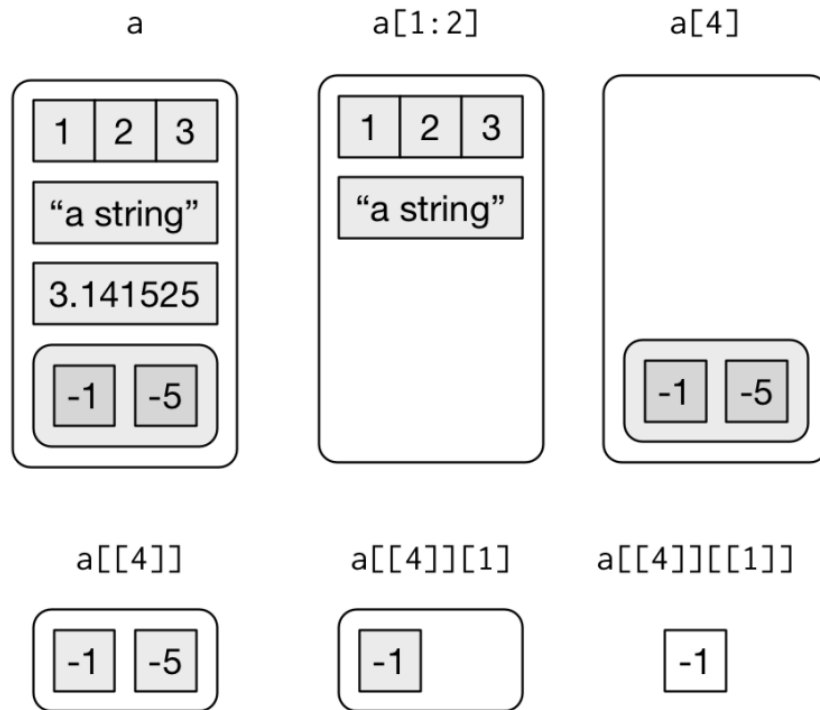 a a[1:2] a[4]
1 2 3 1 2 3
“a string” “a string”
3.141525
-1 -5 -1 -5
a[[4]] a[[4]][1] a[[4]][[1]]
-1 -5 -1 -1